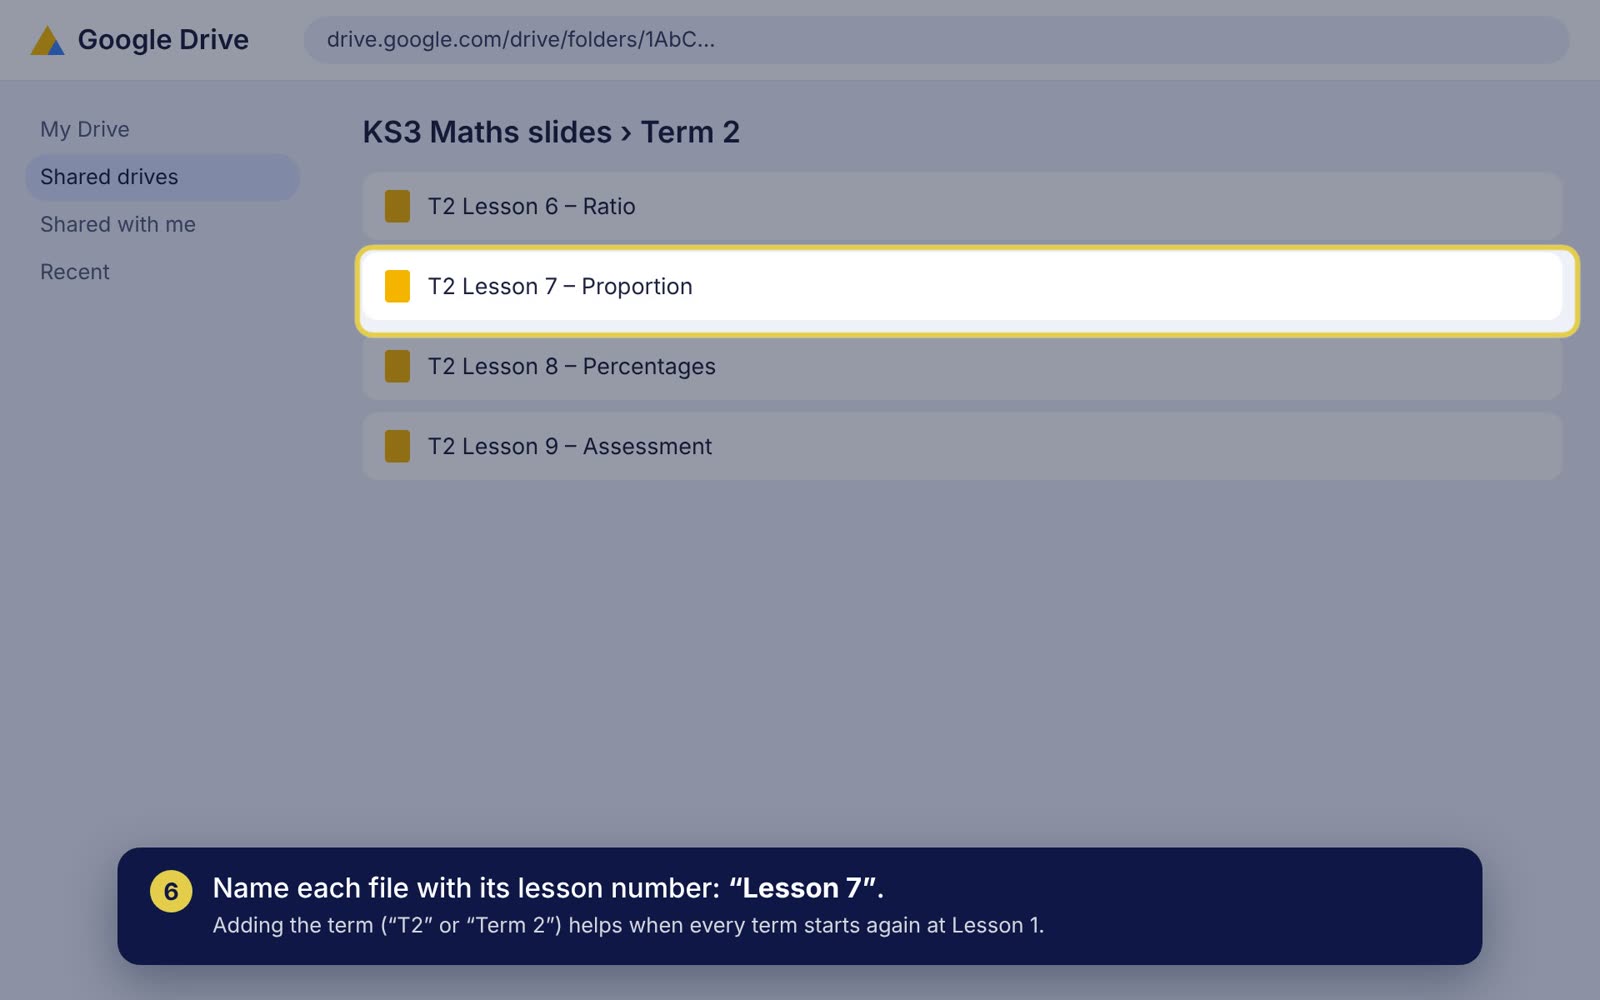 Google Drive
drive.google.com/drive/folders/1AbC...
My Drive
Shared drives
Shared with me
Recent
KS3 Maths slides › Term 2
T2 Lesson 6 – Ratio
T2 Lesson 7 – Proportion
T2 Lesson 8 – Percentages
T2 Lesson 9 – Assessment
6
Name each file with its lesson number: “Lesson 7”.
Adding the term (“T2” or “Term 2”) helps when every term starts again at Lesson 1.